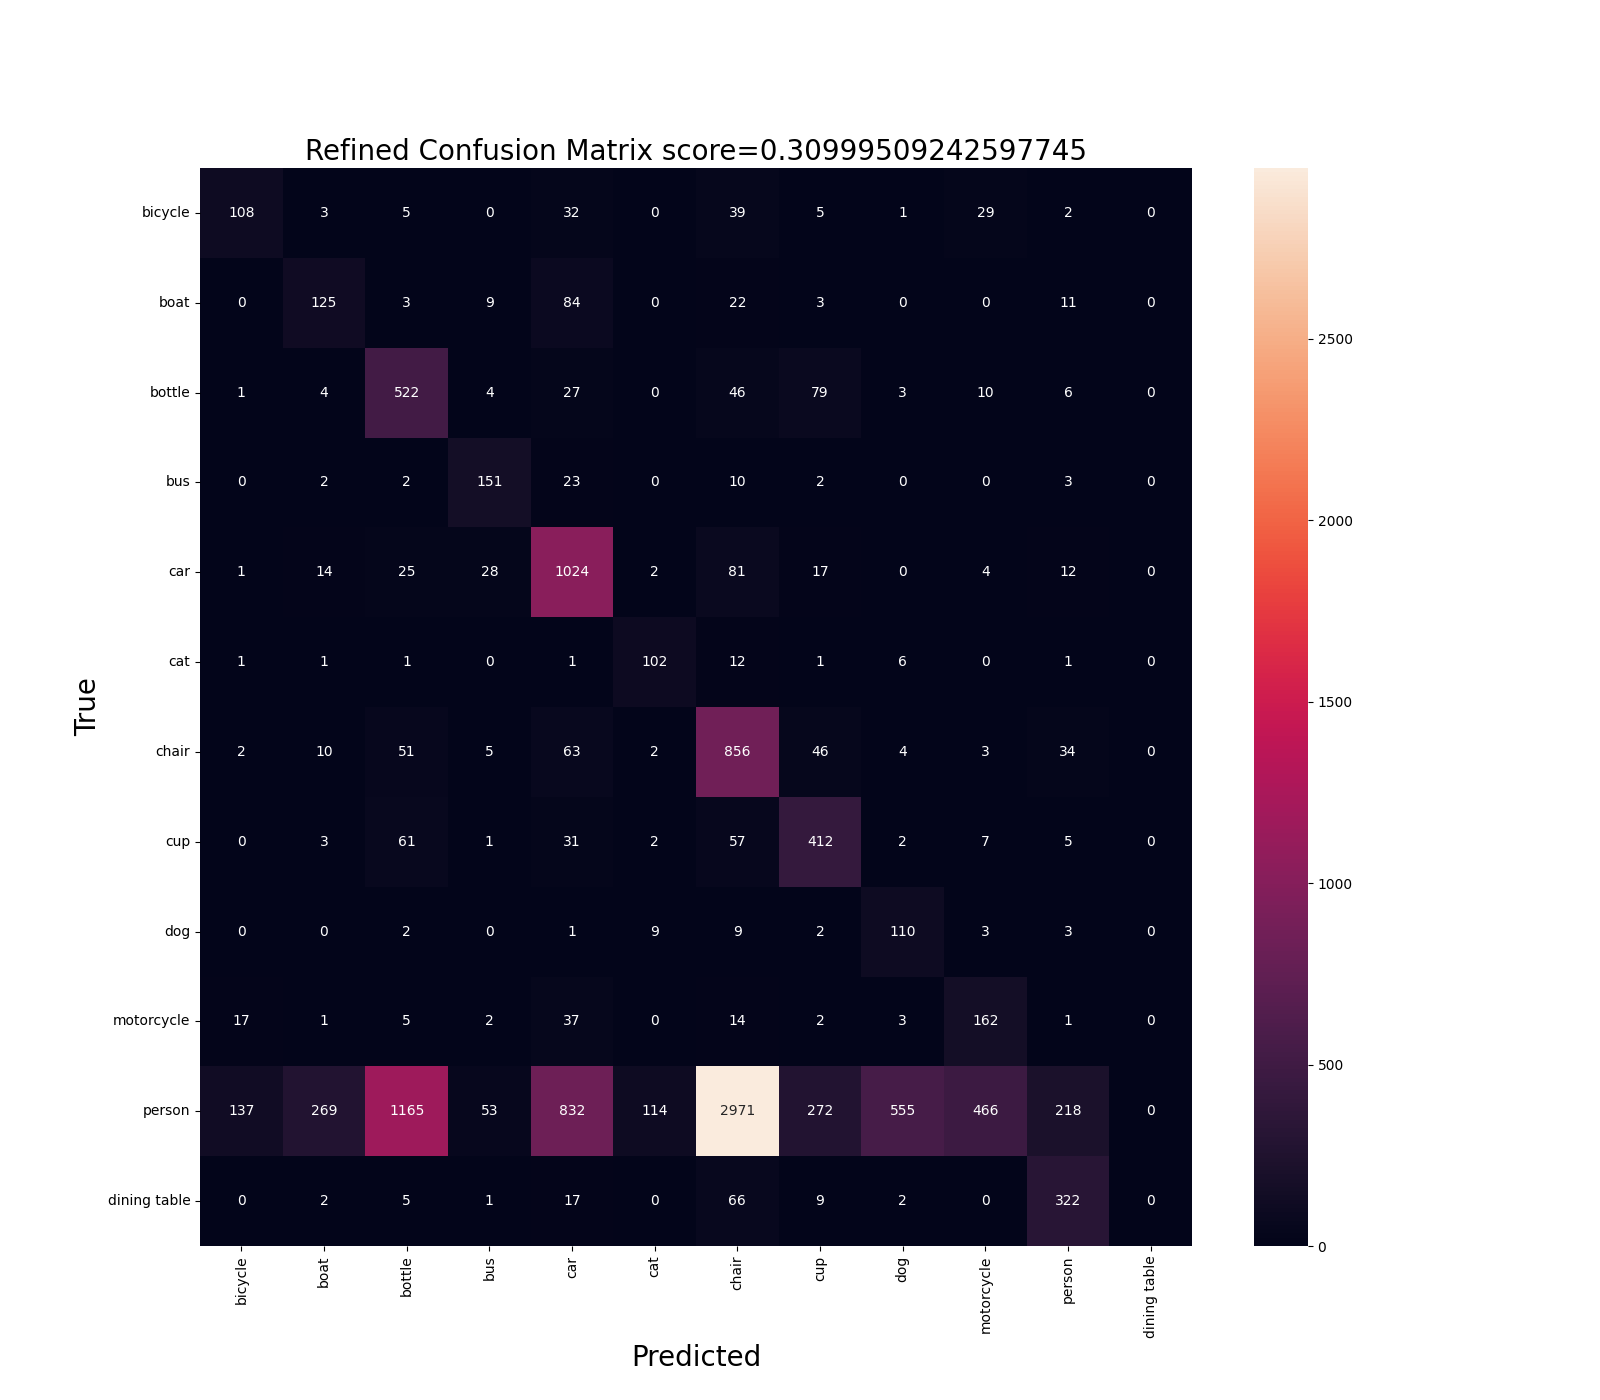 Refined Confusion Matrix score=0.30999509242597745
bicycle 108 3 5 0 32 0 39 5 1 29 2 0
boat 0 125 3 9 84 0 22 3 0 0 11 0
2500
bottle 1 4 522 4 27 0 46 79 3 10 6 0
bus 0 2 2 151 23 0 10 2 0 0 3 0
2000
car 1 14 25 28 1024 2 81 17 0 4 12 0
cat 1 1 1 0 1 102 12 1 6 0 1 0
1500
True
chair 2 10 51 5 63 2 856 46 4 3 34 0
cup 0 3 61 1 31 2 57 412 2 7 5 0
1000
dog 0 0 2 0 1 9 9 2 110 3 3 0
motorcycle 17 1 5 2 37 0 14 2 3 162 1 0
500
person 137 269 1165 53 832 114 2971 272 555 466 218 0
dining table 0 2 5 1 17 0 66 9 2 0 322 0
0
bicycle boat bottle bus car cat chair cup dog motorcycle person dining table
Predicted